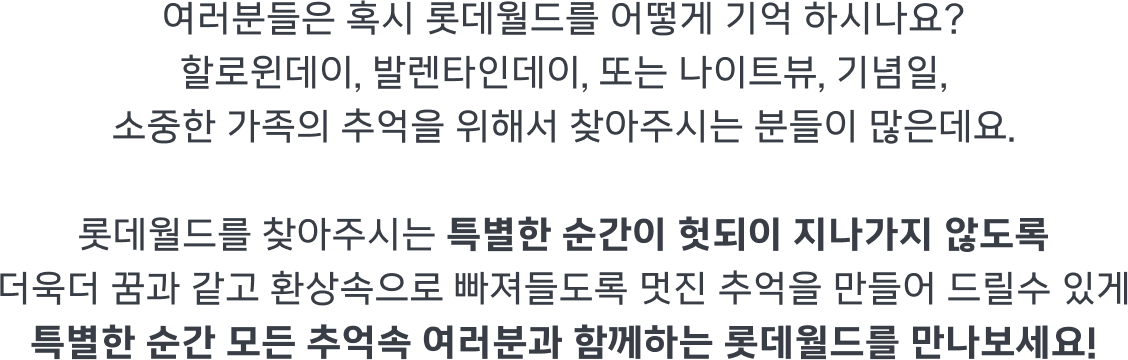 여러분들은 혹시 롯데월드를 어떻게 기억 하시나요?
할로윈데이, 발렌타인데이, 또는 나이트뷰, 기념일,
소중한 가족의 추억을 위해서 찾아주시는 분들이 많은데요.
롯데월드를 찾아주시는 특별한 순간이 헛되이 지나가지 않도록
더욱더 꿈과 같고 환상속으로 빠져들도록 멋진 추억을 만들어 드릴수 있게
특별한 순간 모든 추억속 여러분과 함께하는 롯데월드를 만나보세요!